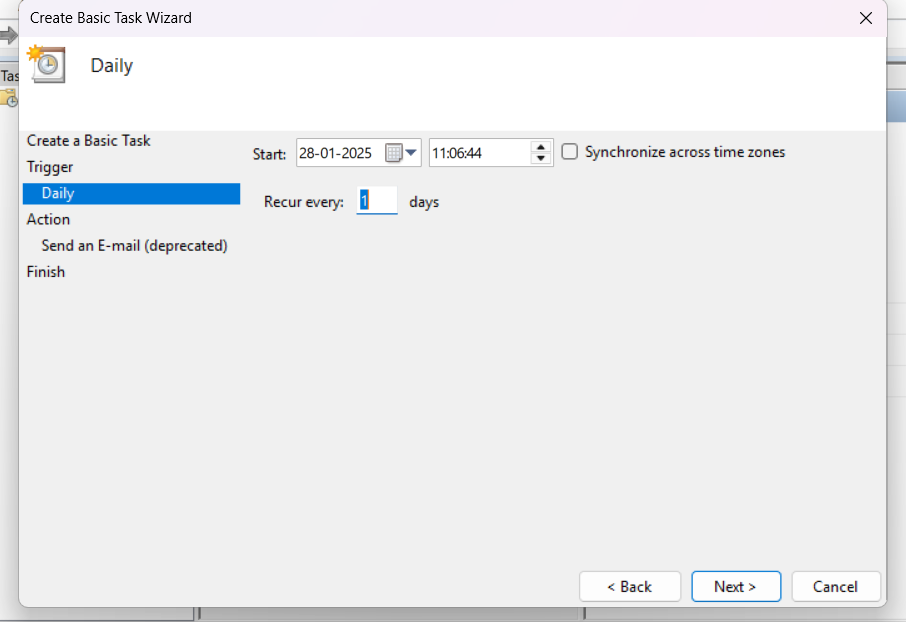 Create Basic Task Wizard
Daily
Tas
Create a Basic Task
Trigger
Daily
Action
Send an E-mail (deprecated)
Finish
Start: 28-01-2025 11:06:44 Synchronize across time zones
Recur every: 1 days
< Back Next > Cancel